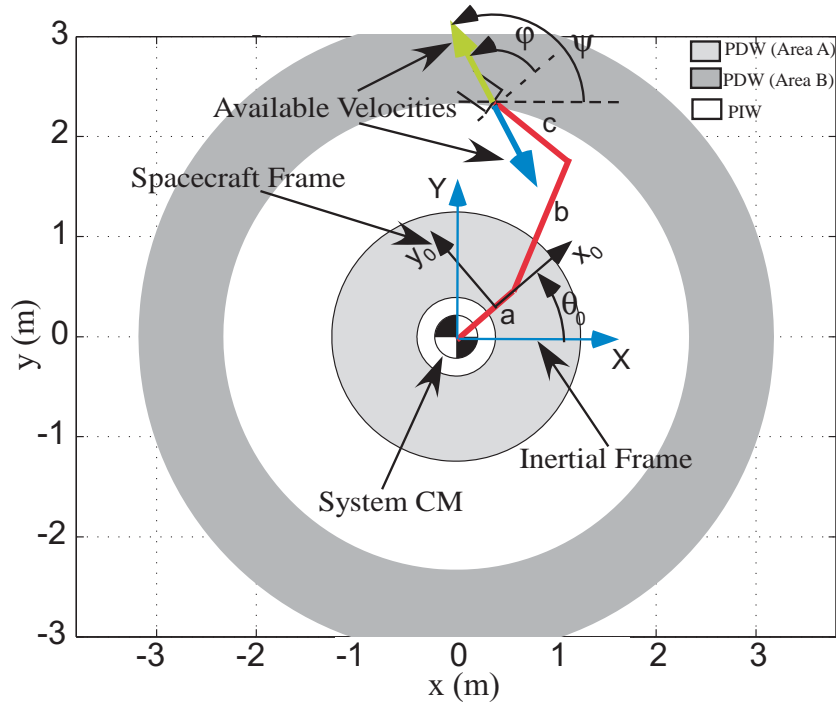 φ
ψ
PDW (Area A)
PDW (Area B)
PIW
Available Velocities
c
Spacecraft Frame
Y
b
y0
x0
θ0
a
X
Inertial Frame
System CM
3
2
1
0
-1
-2
-3
y (m)
-3
-2
-1
0
1
2
3
x (m)